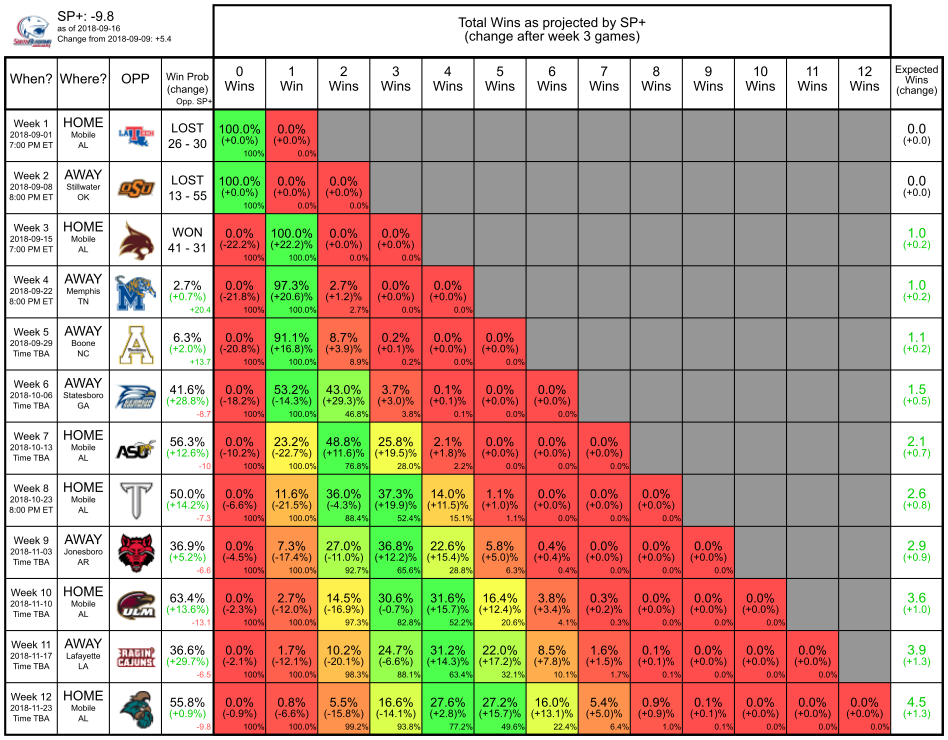 SP+: -9.8
as of 2018-09-16
Change from 2018-09-09: +5.4
Total Wins as projected by SP+
(change after week 3 games)
When? Where? OPP Win Prob (change) Opp. SP+ 0 Wins 1 Win 2 Wins 3 Wins 4 Wins 5 Wins 6 Wins 7 Wins 8 Wins 9 Wins 10 Wins 11 Wins 12 Wins Expected Wins (change)
Week 1 HOME LOST 100.0% 0.0% 0.0
2018-09-01 Mobile LA TECH (+0.0%) (+0.0%) (+0.0)
7:00 PM ET AL 26 - 30 100% 0.0%
Week 2 AWAY LOST 100.0% 0.0% 0.0% 0.0
2018-09-08 Stillwater OSU (+0.0%) (+0.0%) (+0.0%) (+0.0)
8:00 PM ET OK 13 - 55 100% 0.0% 0.0%
Week 3 HOME WON 0.0% 100.0% 0.0% 0.0% 1.0
2018-09-15 Mobile (-22.2%) (+22.2)% (+0.0%) (+0.0%) (+0.2)
7:00 PM ET AL 41 - 31 100% 100.0% 0.0% 0.0%
Week 4 AWAY 2.7% 0.0% 97.3% 2.7% 0.0% 0.0% 1.0
2018-09-22 Memphis M (+0.7%) (-21.8%) (+20.6)% (+1.2)% (+0.0%) (+0.0%) (+0.2)
8:00 PM ET TN +20.4 100% 100.0% 2.7% 0.0% 0.0%
Week 5 AWAY 6.3% 0.0% 91.1% 8.7% 0.2% 0.0% 0.0% 1.1
2018-09-29 Boone A (+2.0%) (-20.8%) (+16.8)% (+3.9)% (+0.1)% (+0.0%) (+0.0%) (+0.2)
Time TBA NC +13.7 100% 100.0% 8.9% 0.2% 0.0% 0.0%
Week 6 AWAY 41.6% 0.0% 53.2% 43.0% 3.7% 0.1% 0.0% 0.0% 1.5
2018-10-06 Statesboro (+28.8%) (-18.2%) (-14.3%) (+29.3)% (+3.0)% (+0.1)% (+0.0%) (+0.0%) (+0.5)
Time TBA GA -8.7 100% 100.0% 46.8% 3.8% 0.1% 0.0% 0.0%
Week 7 HOME 56.3% 0.0% 23.2% 48.8% 25.8% 2.1% 0.0% 0.0% 0.0% 2.1
2018-10-13 Mobile ASU (+12.6%) (-10.2%) (-22.7%) (+11.6)% (+19.5)% (+1.8)% (+0.0%) (+0.0%) (+0.0%) (+0.7)
Time TBA AL -10 100% 100.0% 76.8% 28.0% 2.2% 0.0% 0.0% 0.0%
Week 8 HOME 50.0% 0.0% 11.6% 36.0% 37.3% 14.0% 1.1% 0.0% 0.0% 0.0% 2.6
2018-10-23 Mobile T (+14.2%) (-6.6%) (-21.5%) (-4.3%) (+19.9)% (+11.5)% (+1.0)% (+0.0%) (+0.0%) (+0.0%) (+0.8)
8:00 PM ET AL -7.3 100% 100.0% 88.4% 52.4% 15.1% 1.1% 0.0% 0.0% 0.0%
Week 9 AWAY 36.9% 0.0% 7.3% 27.0% 36.8% 22.6% 5.8% 0.4% 0.0% 0.0% 0.0% 2.9
2018-11-03 Jonesboro (+5.2%) (-4.5%) (-17.4%) (-11.0%) (+12.2)% (+15.4)% (+5.0)% (+0.4)% (+0.0%) (+0.0%) (+0.0%) (+0.9)
Time TBA AR -6.6 100% 100.0% 92.7% 65.6% 28.8% 6.3% 0.4% 0.0% 0.0% 0.0%
Week 10 HOME 63.4% 0.0% 2.7% 14.5% 30.6% 31.6% 16.4% 3.8% 0.3% 0.0% 0.0% 0.0% 3.6
2018-11-10 Mobile ULM (+13.6%) (-2.3%) (-12.0%) (-16.9%) (-0.7%) (+15.7)% (+12.4)% (+3.4)% (+0.2)% (+0.0%) (+0.0%) (+0.0%) (+1.0)
Time TBA AL -13.1 100% 100.0% 97.3% 82.8% 52.2% 20.6% 4.1% 0.3% 0.0% 0.0% 0.0%
Week 11 AWAY 36.6% 0.0% 1.7% 10.2% 24.7% 31.2% 22.0% 8.5% 1.6% 0.1% 0.0% 0.0% 0.0% 3.9
2018-11-17 Lafayette RAGIN' CAJUNS (+29.7%) (-2.1%) (-12.1%) (-20.1%) (-6.6%) (+14.3)% (+17.2)% (+7.8)% (+1.5)% (+0.1)% (+0.0%) (+0.0%) (+0.0%) (+1.3)
Time TBA LA -6.5 100% 100.0% 98.3% 88.1% 63.4% 32.1% 10.1% 1.7% 0.1% 0.0% 0.0% 0.0%
Week 12 HOME 55.8% 0.0% 0.8% 5.5% 16.6% 27.6% 27.2% 16.0% 5.4% 0.9% 0.1% 0.0% 0.0% 0.0% 4.5
2018-11-23 Mobile (+0.9%) (-0.9%) (-6.6%) (-15.8%) (-14.1%) (+2.8)% (+15.7)% (+13.1)% (+5.0)% (+0.9)% (+0.1)% (+0.0%) (+0.0%) (+0.0%) (+1.3)
Time TBA AL -9.8 100% 100.0% 99.2% 93.8% 77.2% 49.6% 22.4% 6.4% 1.0% 0.1% 0.0% 0.0% 0.0%